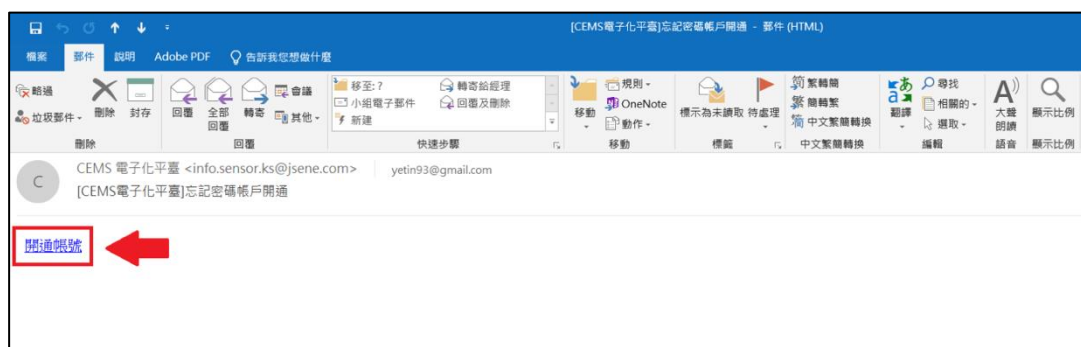 [CEMS電子化平臺]忘記密碼帳戶開通 - 郵件 (HTML)
檔案 郵件 說明 Adobe PDF 告訴我您想做什麼
略過 垃圾郵件 刪除 封存
刪除
回覆 全部回覆 轉寄 會議 其他
回覆
移至:? 轉寄給經理
小組電子郵件 回覆及刪除
新建
快速步驟
移動 規則 OneNote 動作
移動
標示為未讀取 待處理
標籤
繁轉簡
簡轉繁
中文繁簡轉換
中文繁簡轉換
翻譯 尋找 相關的 選取
編輯
大聲朗讀
語音
顯示比例
顯示比例
C
CEMS 電子化平臺 <info.sensor.ks@jsene.com> yetin93@gmail.com
[CEMS電子化平臺]忘記密碼帳戶開通
開通帳號